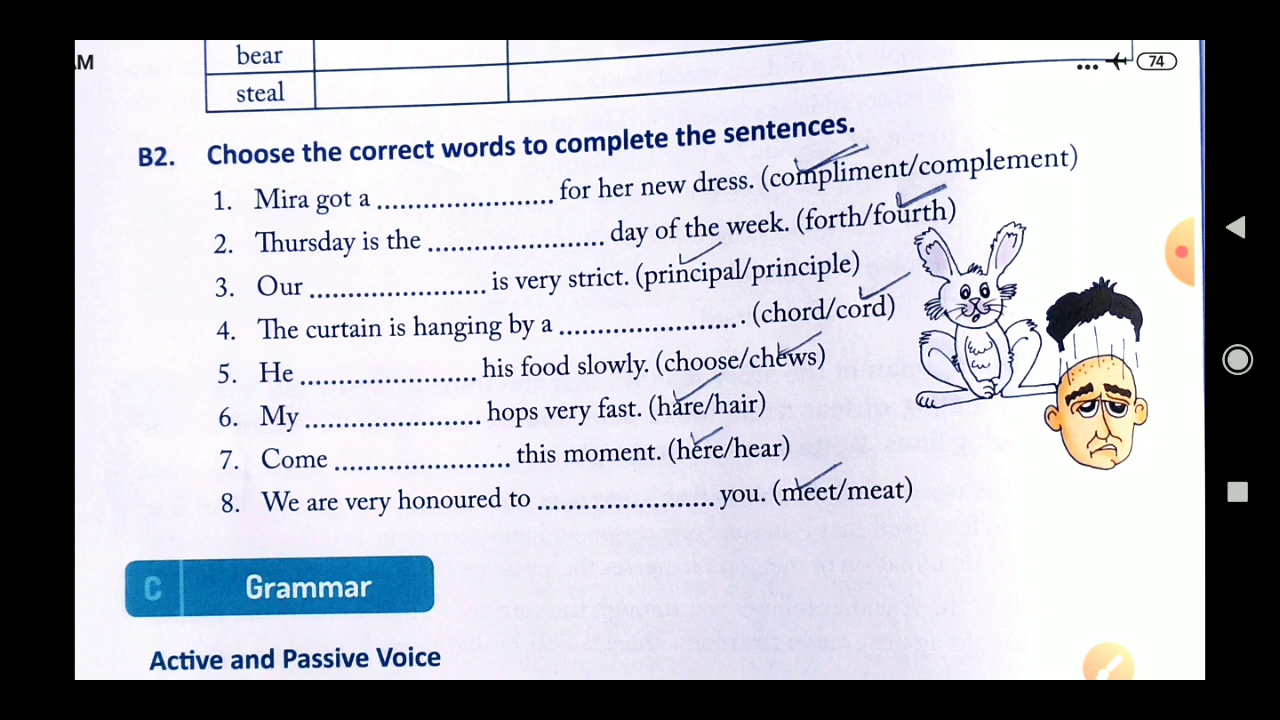 AM
bear
74
steal
B2. Choose the correct words to complete the sentences.
1. Mira got a ........................ for her new dress. (compliment/complement)
2. Thursday is the ........................ day of the week. (forth/fourth)
3. Our ........................ is very strict. (principal/principle)
4. The curtain is hanging by a ........................ . (chord/cord)
5. He ........................ his food slowly. (choose/chews)
6. My ........................ hops very fast. (hare/hair)
7. Come ........................ this moment. (here/hear)
8. We are very honoured to ........................ you. (meet/meat)
C Grammar
Active and Passive Voice